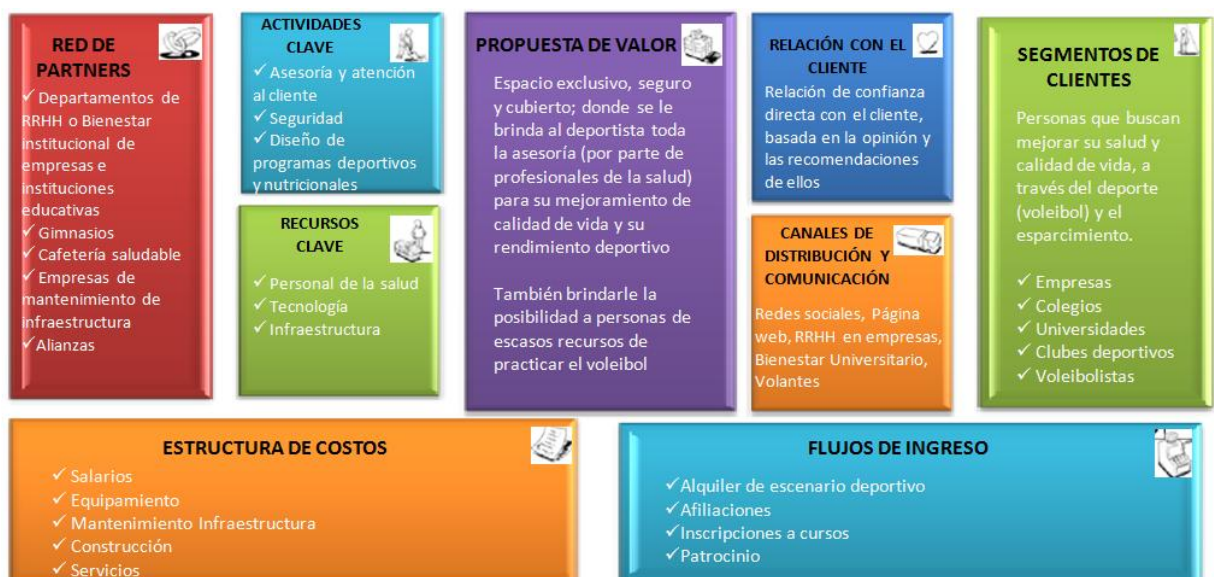 RED DE
PARTNERS
✓ Departamentos de
RRHH o Bienestar
institucional de
empresas e
instituciones
educativas
✓ Gimnasios
✓ Cafetería saludable
✓ Empresas de
mantenimiento de
infraestructura
✓ Alianzas
ACTIVIDADES
CLAVE
✓ Asesoría y atención
al cliente
✓ Seguridad
✓ Diseño de
programas deportivos
y nutricionales
RECURSOS
CLAVE
✓ Personal de la salud
✓ Tecnología
✓ Infraestructura
PROPUESTA DE VALOR
Espacio exclusivo, seguro
y cubierto; donde se le
brinda al deportista toda
la asesoría (por parte de
profesionales de la salud)
para su mejoramiento de
calidad de vida y su
rendimiento deportivo
También brindarle la
posibilidad a personas de
escasos recursos de
practicar el voleibol
RELACIÓN CON EL
CLIENTE
Relación de confianza
directa con el cliente,
basada en la opinión y
las recomendaciones
de ellos
CANALES DE
DISTRIBUCIÓN Y
COMUNICACIÓN
Redes sociales, Página
web, RRHH en empresas,
Bienestar Universitario,
Volantes
SEGMENTOS DE
CLIENTES
Personas que buscan
mejorar su salud y
calidad de vida, a
través del deporte
(voleibol) y el
esparcimiento.
✓ Empresas
✓ Colegios
✓ Universidades
✓ Clubes deportivos
✓ Voleibolistas
ESTRUCTURA DE COSTOS
✓ Salarios
✓ Equipamiento
✓ Mantenimiento Infraestructura
✓ Construcción
✓ Servicios
FLUJOS DE INGRESO
✓Alquiler de escenario deportivo
✓Afiliaciones
✓Inscripciones a cursos
✓Patrocinio